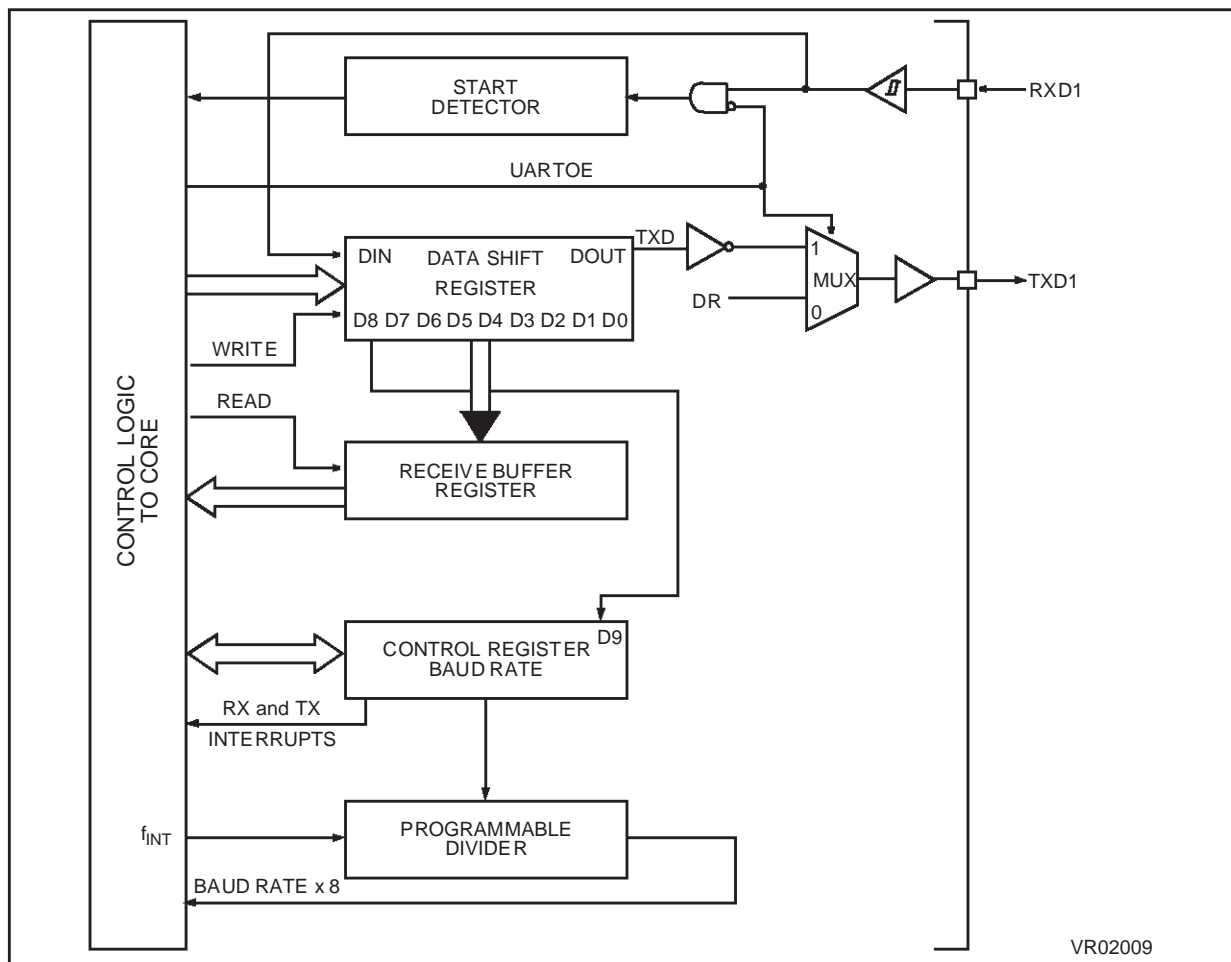 START
DETECTOR
RXD1
UARTOE
TXD
DIN DATA SHIFT DOUT
REGISTER
D8 D7 D6 D5 D4 D3 D2 D1 D0
1
MUX
0
DR
TXD1
WRITE
READ
CONTROL LOGIC
TO CORE
RECEIVE BUFFER
REGISTER
D9
CONTROL REGISTER
BAUD RATE
RX and TX
INTERRUPTS
fINT
PROGRAMMABLE
DIVIDER
BAUD RATE x 8
VR02009